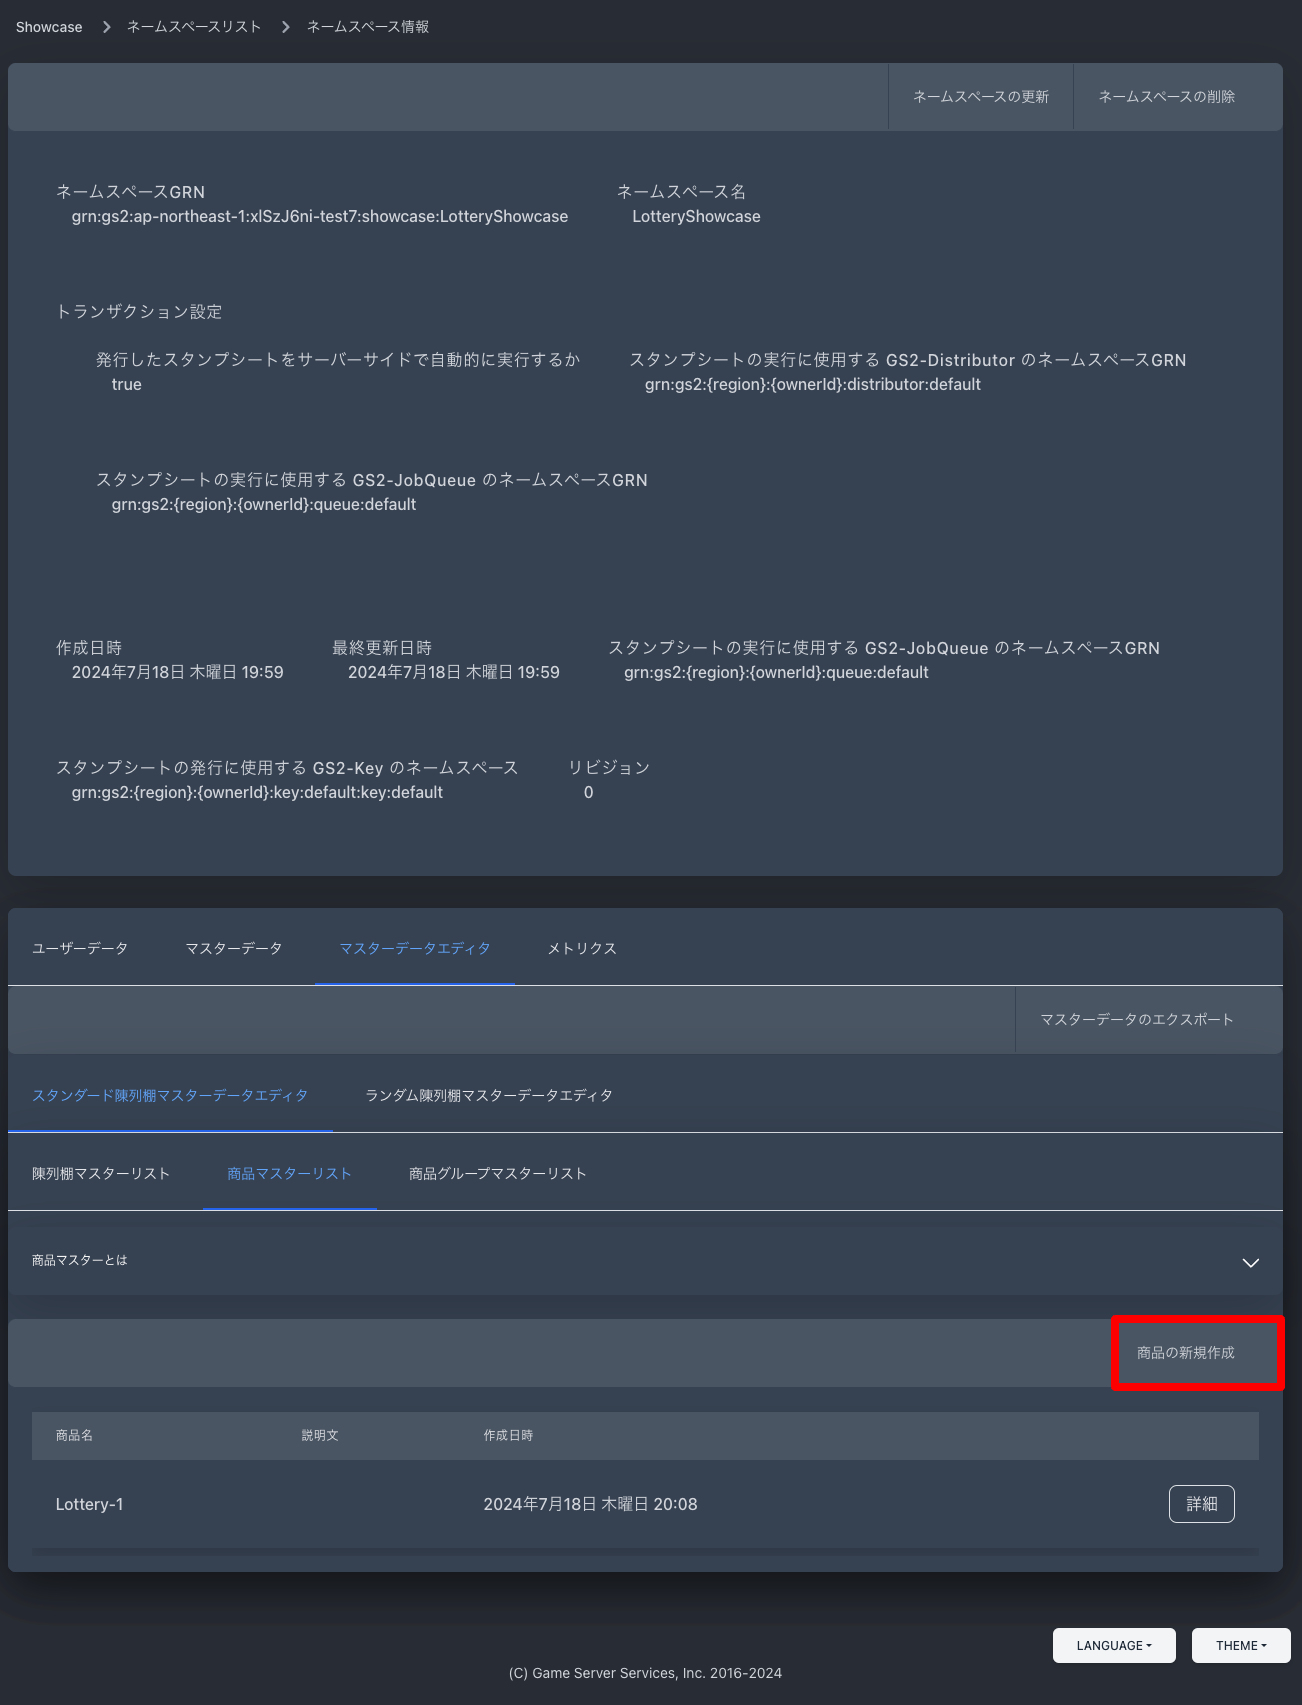 Showcase ネームスペースリスト ネームスペース情報
ネームスペースの更新 ネームスペースの削除
ネームスペースGRN ネームスペース名
grn:gs2:ap-northeast-1:xlSzJ6ni-test7:showcase:LotteryShowcase LotteryShowcase
トランザクション設定
発行したスタンプシートをサーバーサイドで自動的に実行するか スタンプシートの実行に使用する GS2-Distributor のネームスペースGRN
true grn:gs2:{region}:{ownerId}:distributor:default
スタンプシートの実行に使用する GS2-JobQueue のネームスペースGRN
grn:gs2:{region}:{ownerId}:queue:default
作成日時 最終更新日時 スタンプシートの実行に使用する GS2-JobQueue のネームスペースGRN
2024年7月18日 木曜日 19:59 2024年7月18日 木曜日 19:59 grn:gs2:{region}:{ownerId}:queue:default
スタンプシートの発行に使用する GS2-Key のネームスペース リビジョン
grn:gs2:{region}:{ownerId}:key:default:key:default 0
ユーザーデータ マスターデータ マスターデータエディタ メトリクス
マスターデータのエクスポート
スタンダード陳列棚マスターデータエディタ ランダム陳列棚マスターデータエディタ
陳列棚マスターリスト 商品マスターリスト 商品グループマスターリスト
商品マスターとは
商品の新規作成
商品名 説明文 作成日時
Lottery-1 2024年7月18日 木曜日 20:08 詳細
LANGUAGE THEME
(C) Game Server Services, Inc. 2016-2024